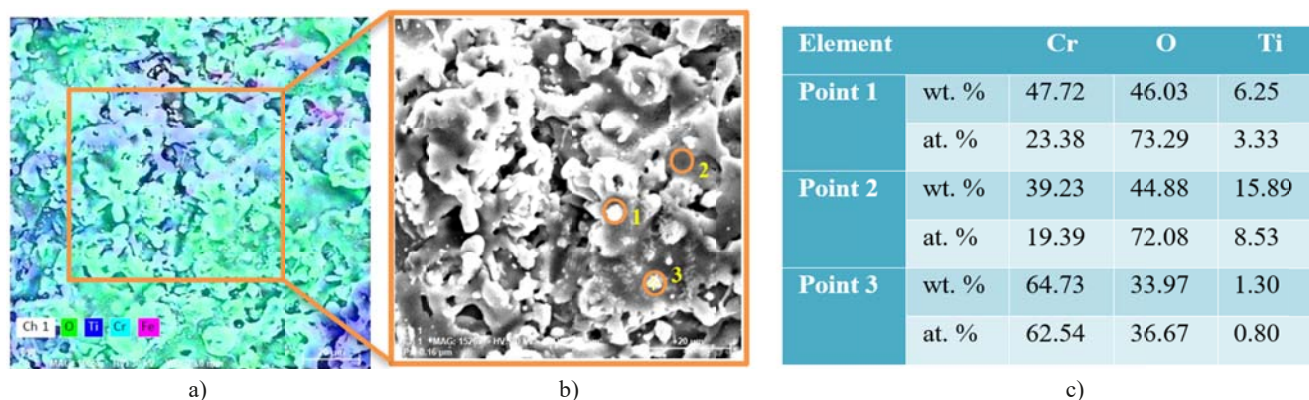 Ch 1 O Ti Cr Fe
1
2
3
Element Cr O Ti
Point 1 wt. % 47.72 46.03 6.25
at. % 23.38 73.29 3.33
Point 2 wt. % 39.23 44.88 15.89
at. % 19.39 72.08 8.53
Point 3 wt. % 64.73 33.97 1.30
at. % 62.54 36.67 0.80
a) b) c)